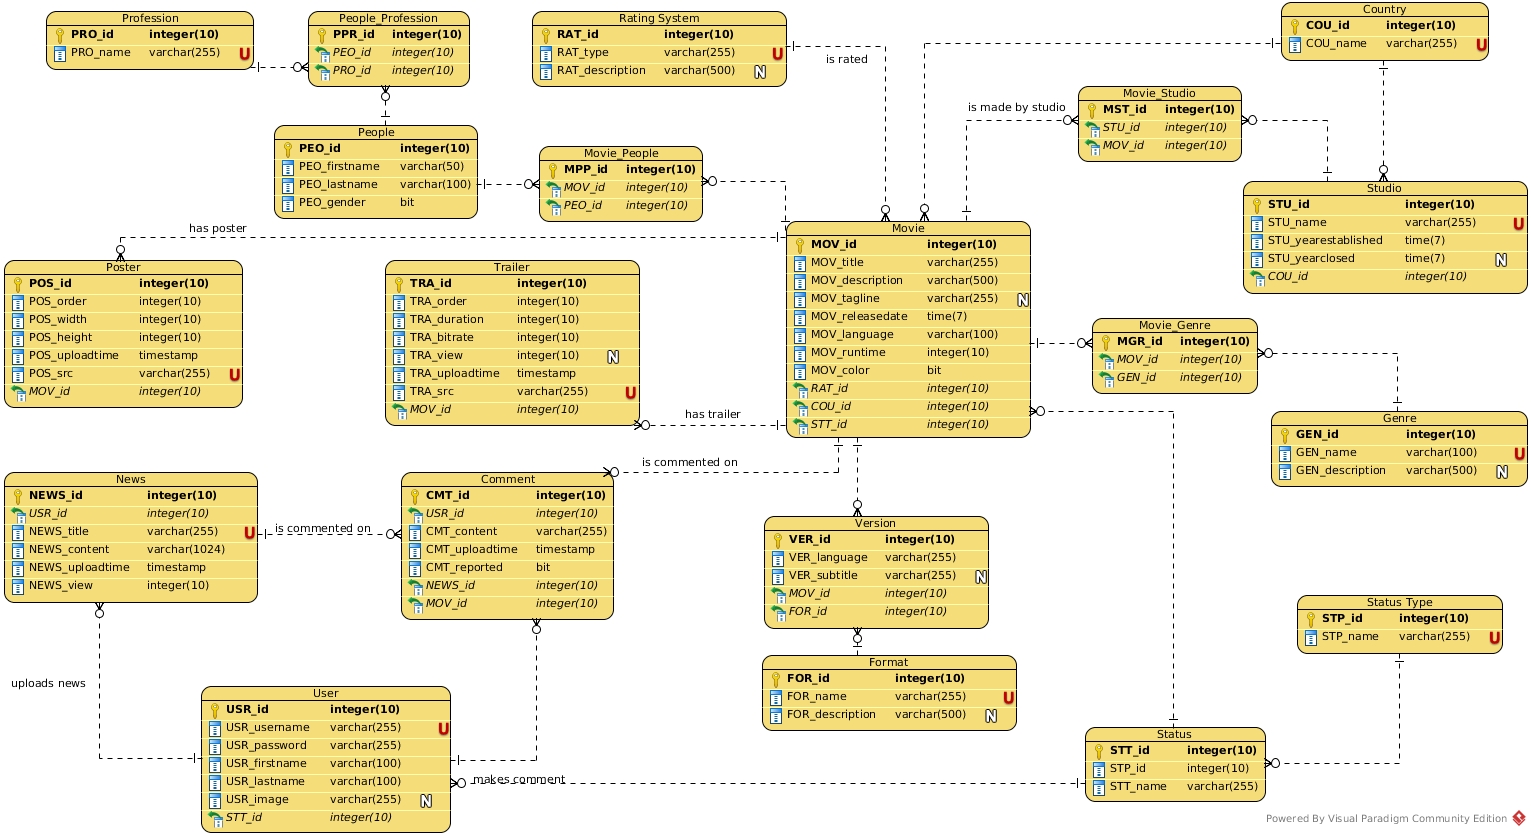 Profession
PRO_id integer(10)
PRO_name varchar(255) U
People_Profession
PPR_id integer(10)
PEO_id integer(10)
PRO_id integer(10)
Rating System
RAT_id integer(10)
RAT_type varchar(255) U
RAT_description varchar(500) N
is rated
Country
COU_id integer(10)
COU_name varchar(255) U
Movie_Studio
MST_id integer(10)
STU_id integer(10)
MOV_id integer(10)
is made by studio
People
PEO_id integer(10)
PEO_firstname varchar(50)
PEO_lastname varchar(100)
PEO_gender bit
Movie_People
MPP_id integer(10)
MOV_id integer(10)
PEO_id integer(10)
Studio
STU_id integer(10)
STU_name varchar(255) U
STU_yearestablished time(7)
STU_yearclosed time(7) N
COU_id integer(10)
has poster
Movie
MOV_id integer(10)
MOV_title varchar(255)
MOV_description varchar(500)
MOV_tagline varchar(255) N
MOV_releasedate time(7)
MOV_language varchar(100)
MOV_runtime integer(10)
MOV_color bit
RAT_id integer(10)
COU_id integer(10)
STT_id integer(10)
Poster
POS_id integer(10)
POS_order integer(10)
POS_width integer(10)
POS_height integer(10)
POS_uploadtime timestamp
POS_src varchar(255) U
MOV_id integer(10)
Trailer
TRA_id integer(10)
TRA_order integer(10)
TRA_duration integer(10)
TRA_bitrate integer(10)
TRA_view integer(10) N
TRA_uploadtime timestamp
TRA_src varchar(255) U
MOV_id integer(10)
has trailer
Movie_Genre
MGR_id integer(10)
MOV_id integer(10)
GEN_id integer(10)
Genre
GEN_id integer(10)
GEN_name varchar(100) U
GEN_description varchar(500) N
is commented on
News
NEWS_id integer(10)
USR_id integer(10)
NEWS_title varchar(255) U
NEWS_content varchar(1024)
NEWS_uploadtime timestamp
NEWS_view integer(10)
is commented on
Comment
CMT_id integer(10)
USR_id integer(10)
CMT_content varchar(255)
CMT_uploadtime timestamp
CMT_reported bit
NEWS_id integer(10)
MOV_id integer(10)
Version
VER_id integer(10)
VER_language varchar(255)
VER_subtitle varchar(255) N
MOV_id integer(10)
FOR_id integer(10)
Status Type
STP_id integer(10)
STP_name varchar(255) U
Format
FOR_id integer(10)
FOR_name varchar(255) U
FOR_description varchar(500) N
uploads news
User
USR_id integer(10)
USR_username varchar(255) U
USR_password varchar(255)
USR_firstname varchar(100)
USR_lastname varchar(100)
USR_image varchar(255) N
STT_id integer(10)
makes comment
Status
STT_id integer(10)
STP_id integer(10)
STT_name varchar(255)
Powered By Visual Paradigm Community Edition